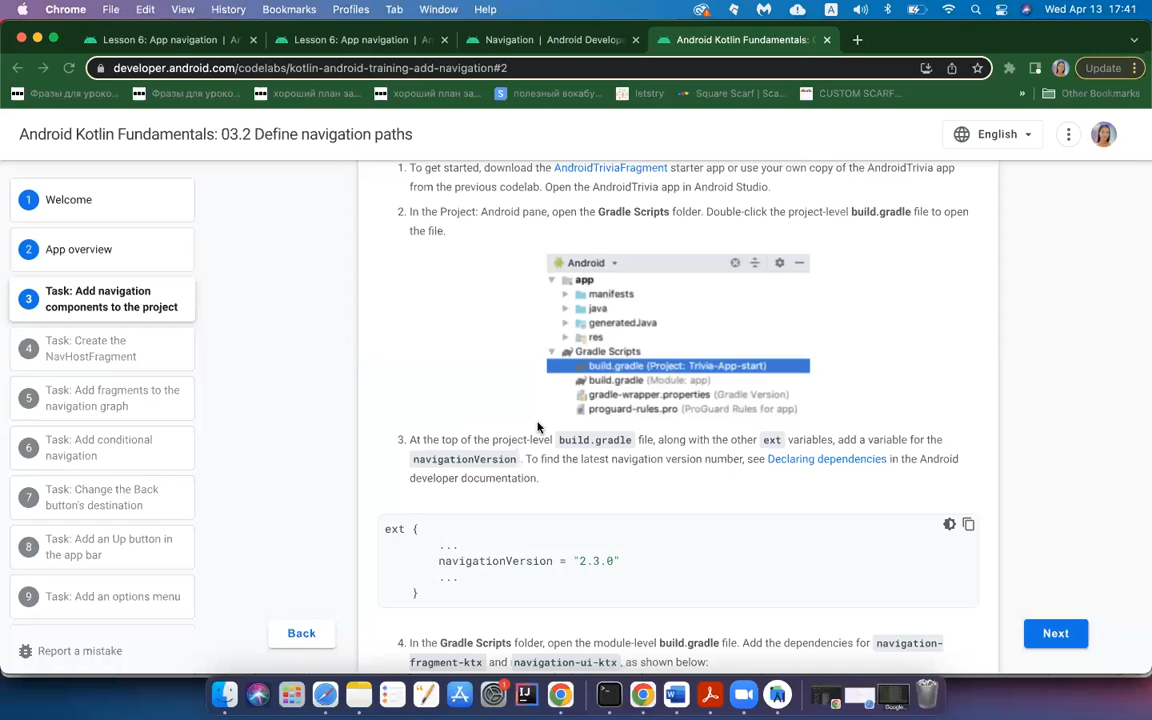 Chrome File Edit View History Bookmarks Profiles Tab Window Help A Wed Apr 13 17:41
Lesson 6: App navigation | A
Lesson 6: App navigation | A
Navigation | Android Develop
Android Kotlin Fundamentals:
developer.android.com/codelabs/kotlin-android-training-add-navigation#2
Update
Фразы для уроко...
Фразы для уроко...
хороший план за...
хороший план за...
полезный вокабу...
letstry
Square Scarf | Sca...
CUSTOM SCARF...
» Other Bookmarks
Android Kotlin Fundamentals: 03.2 Define navigation paths
English
1 Welcome
2 App overview
3 Task: Add navigation
components to the project
4 Task: Create the
NavHostFragment
5 Task: Add fragments to the
navigation graph
6 Task: Add conditional
navigation
7 Task: Change the Back
button's destination
8 Task: Add an Up button in
the app bar
9 Task: Add an options menu
Report a mistake
1. To get started, download the AndroidTriviaFragment starter app or use your own copy of the AndroidTrivia app
from the previous codelab. Open the AndroidTrivia app in Android Studio.
2. In the Project: Android pane, open the Gradle Scripts folder. Double-click the project-level build.gradle file to open
the file.
Android
app
manifests
java
generatedJava
res
Gradle Scripts
build.gradle (Project: Trivia-App-start)
build.gradle (Module: app)
gradle-wrapper.properties (Gradle Version)
proguard-rules.pro (ProGuard Rules for app)
3. At the top of the project-level build.gradle file, along with the other ext variables, add a variable for the
navigationVersion . To find the latest navigation version number, see Declaring dependencies in the Android
developer documentation.
ext {
...
navigationVersion = "2.3.0"
...
}
4. In the Gradle Scripts folder, open the module-level build.gradle file. Add the dependencies for navigation-
fragment-ktx and navigation-ui-ktx, as shown below:
Back
Next